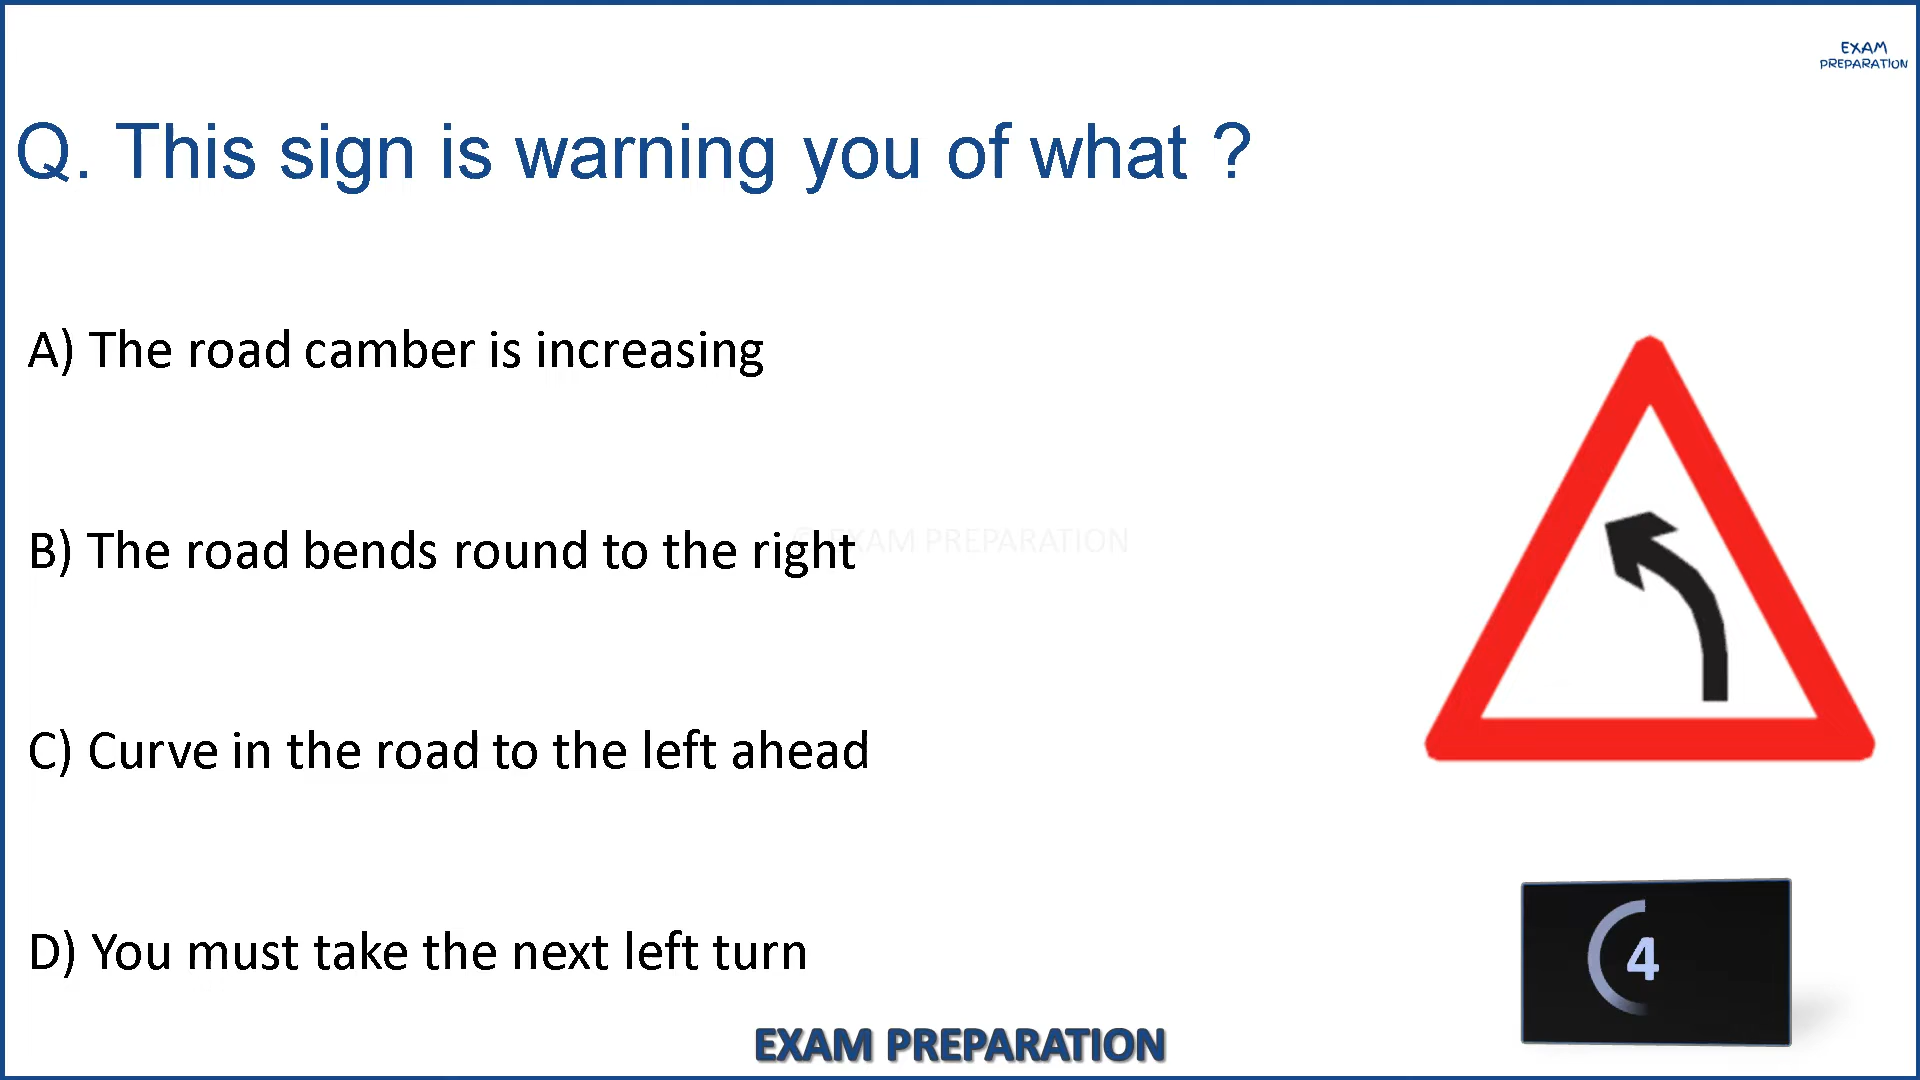 EXAM
PREPARATION
Q. This sign is warning you of what ?
A) The road camber is increasing
© EXAM PREPARATION
B) The road bends round to the right
C) Curve in the road to the left ahead
D) You must take the next left turn
4
EXAM PREPARATION